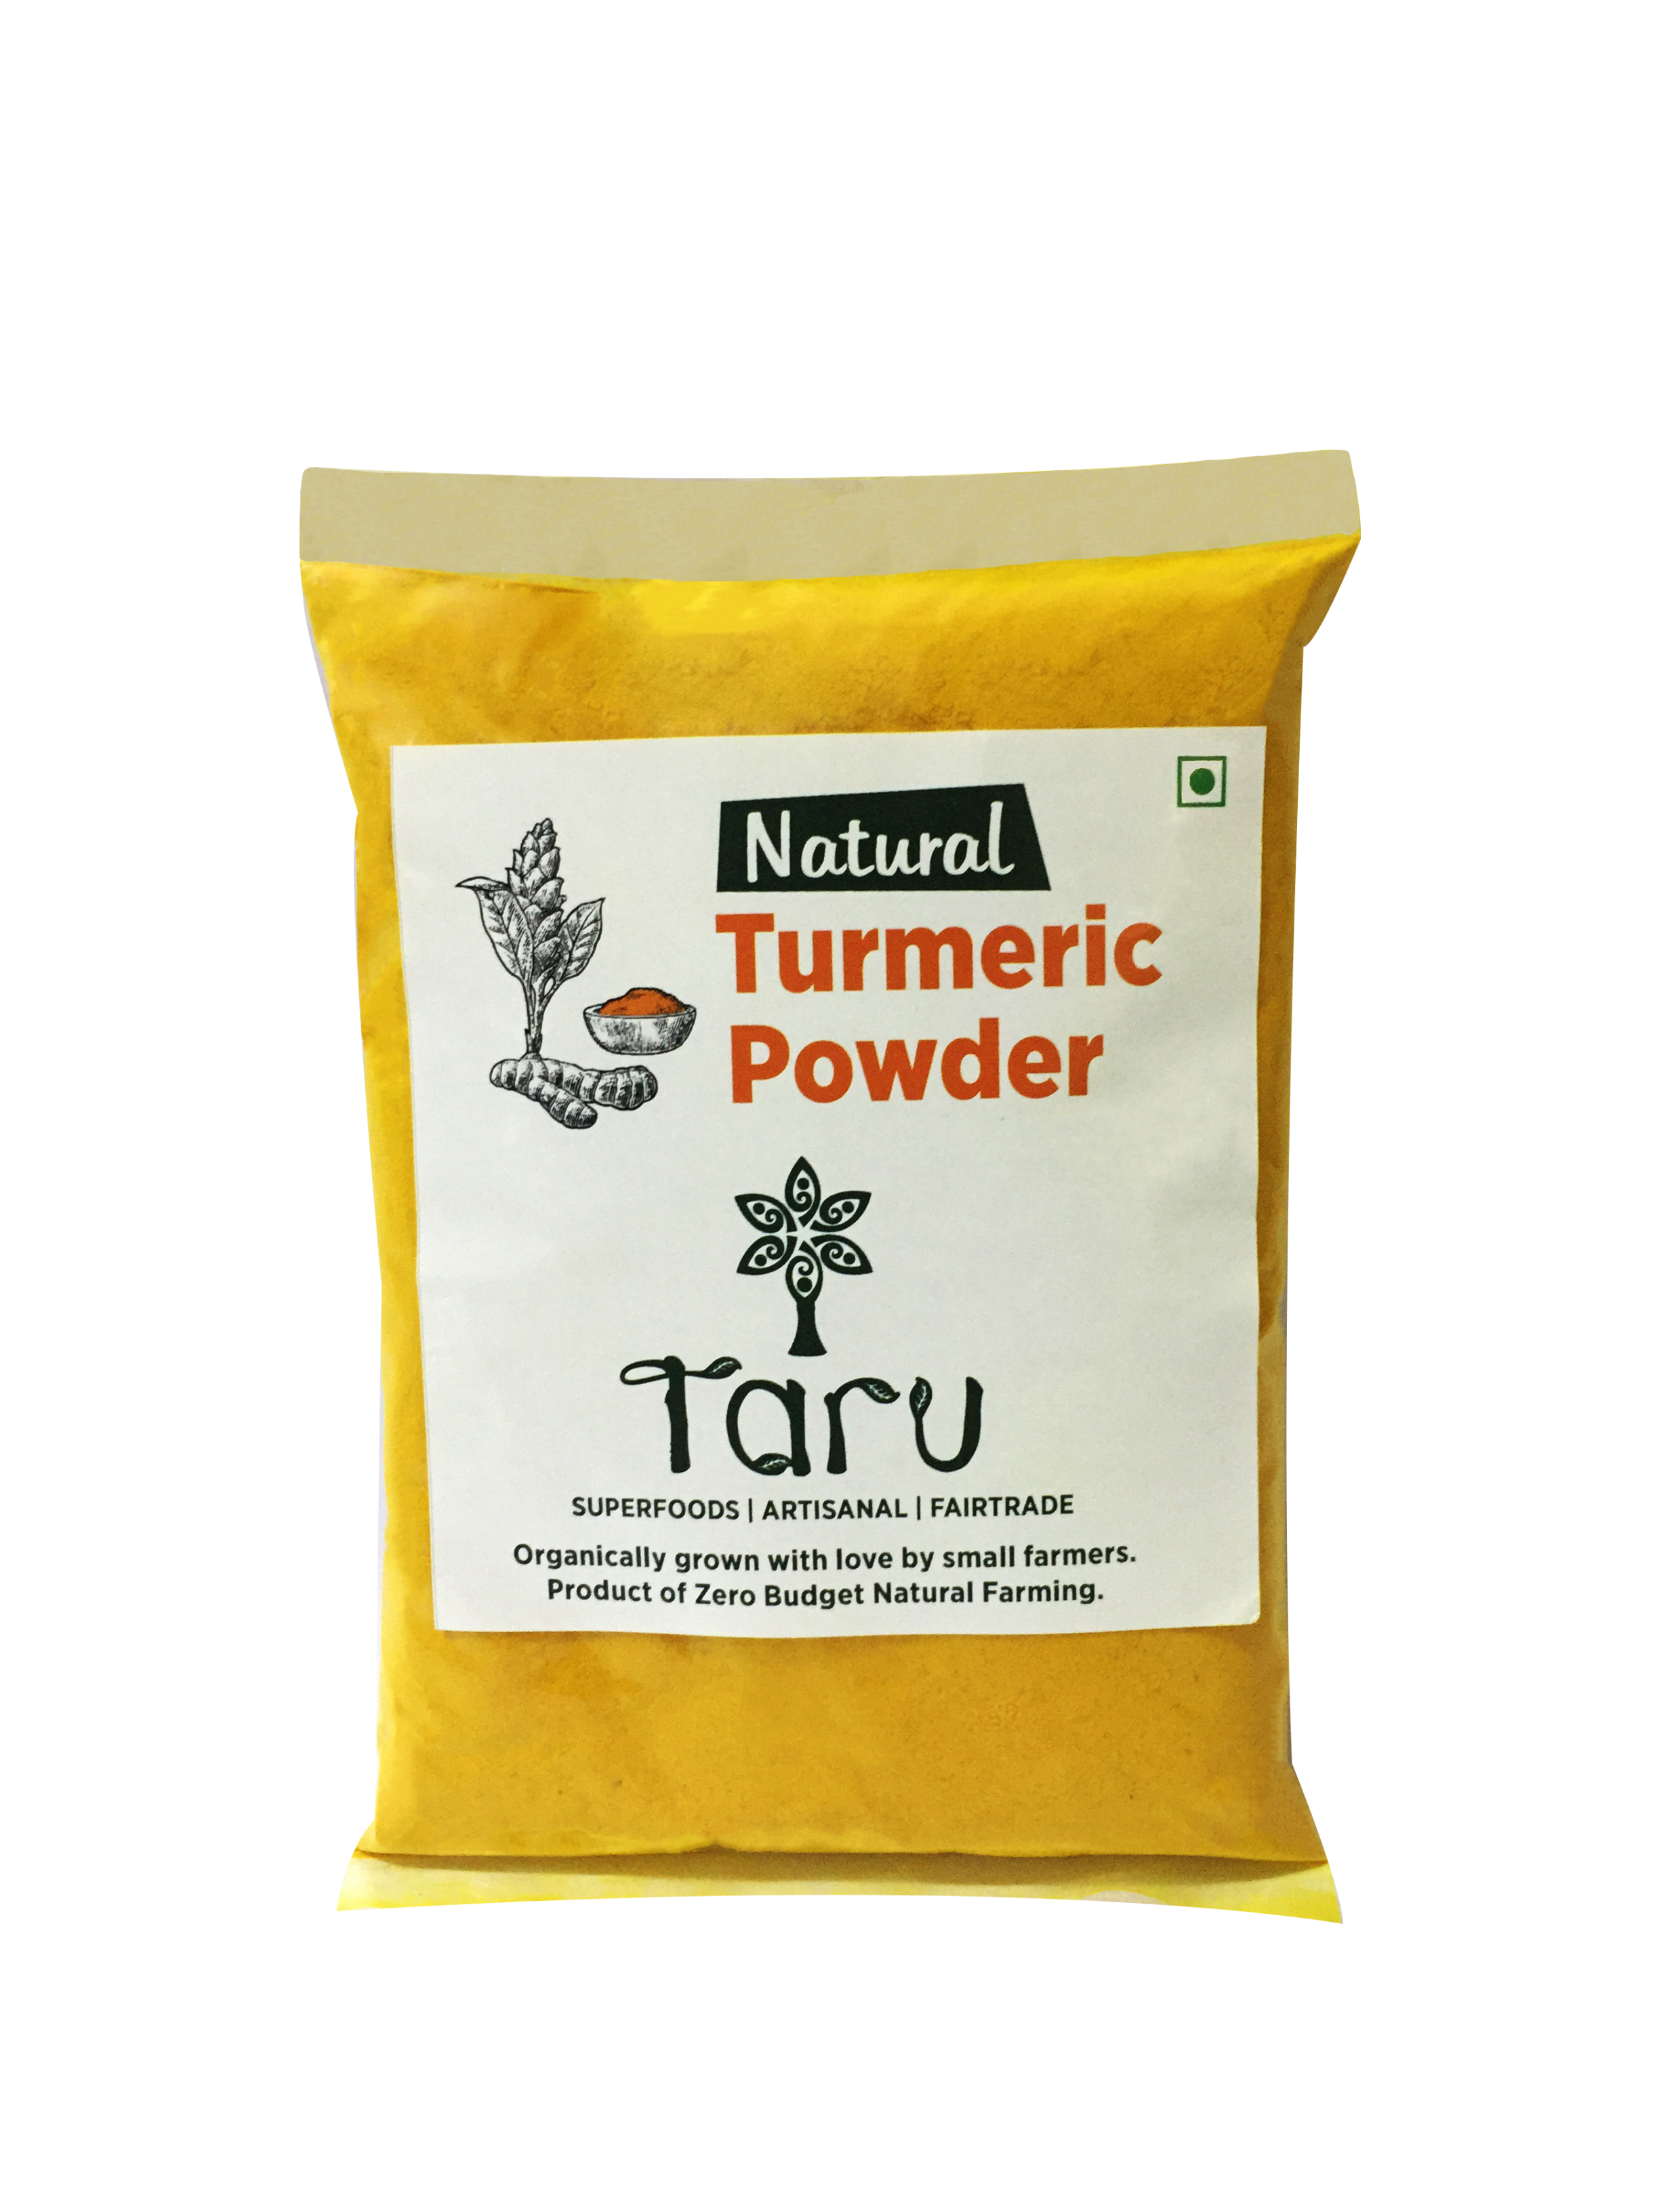 Natural
Turmeric
Powder
Taru
SUPERFOODS | ARTISANAL | FAIRTRADE
Organically grown with love by small farmers.
Product of Zero Budget Natural Farming.